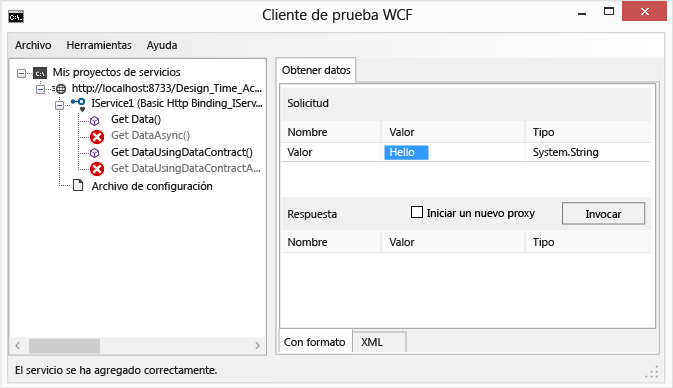 Cliente de prueba WCF
Archivo Herramientas Ayuda
Mis proyectos de servicios
http://localhost:8733/Design_Time_Ac...
IService1 (Basic Http Binding_IServ...
Get Data()
Get DataAsync()
Get DataUsingDataContract()
Get DataUsingDataContractA...
Archivo de configuración
Obtener datos
Solicitud
Nombre Valor Tipo
Valor Hello System.String
Respuesta Iniciar un nuevo proxy Invocar
Nombre Valor Tipo
Con formato XML
El servicio se ha agregado correctamente.